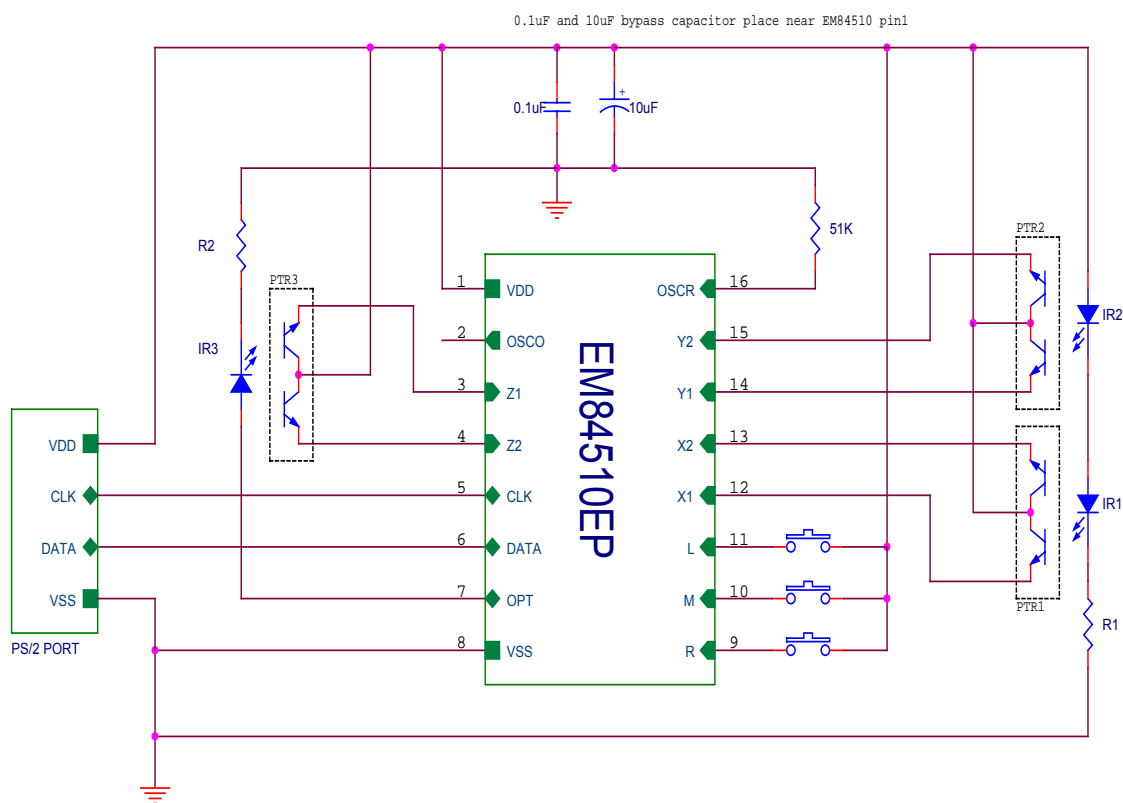 0.1uF and 10uF bypass capacitor place near EM84510 pin1
0.1uF
+
10uF
R2
51K
PTR2
PTR3
1
VDD
OSCR
16
IR2
2
OSCO
Y2
15
IR3
EM84510EP
3
Z1
Y1
14
VDD
4
Z2
X2
13
CLK
5
CLK
X1
12
IR1
DATA
6
DATA
L
11
VSS
7
OPT
M
10
PTR1
R1
PS/2 PORT
8
VSS
R
9